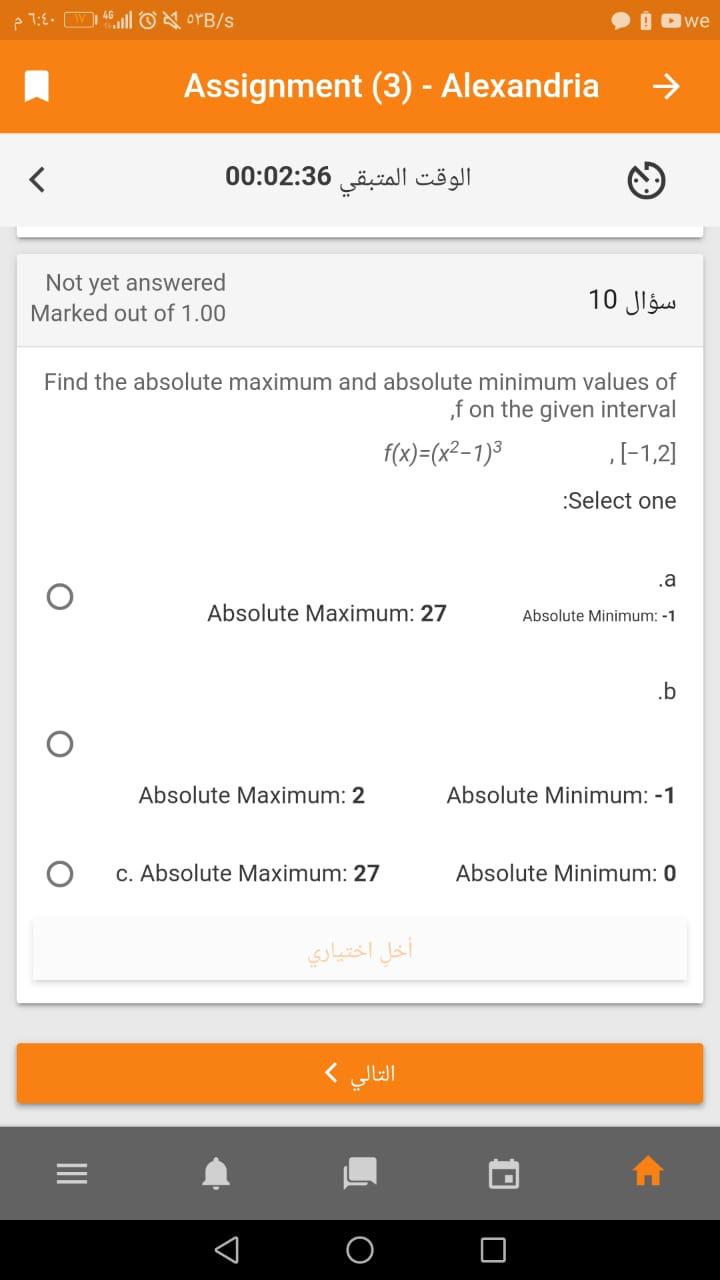 م ٦:٤٠ ١٧ 4G ٥٣B/s we
Assignment (3) - Alexandria
الوقت المتبقي 00:02:36
Not yet answered
Marked out of 1.00
سؤال 10
Find the absolute maximum and absolute minimum values of
,f on the given interval
f(x)=(x²−1)³ , [−1,2]
:Select one
.a
Absolute Maximum: 27 Absolute Minimum: -1
.b
Absolute Maximum: 2 Absolute Minimum: -1
c. Absolute Maximum: 27 Absolute Minimum: 0
أخلِ اختياري
التالي